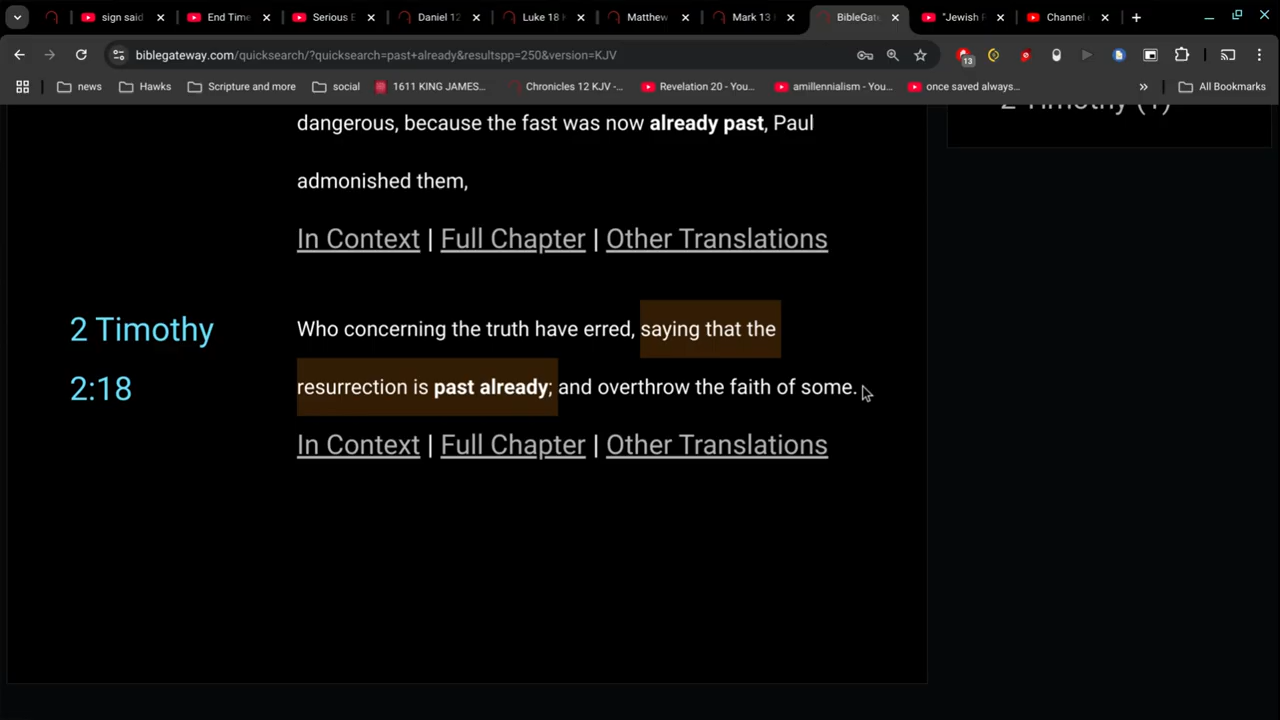 sign said
End Time
Serious E
Daniel 12
Luke 18
Matthew
Mark 13
BibleGat
"Jewish P
Channel
biblegateway.com/quicksearch/?quicksearch=past+already&resultspp=250&version=KJV
13
news
Hawks
Scripture and more
social
1611 KING JAMES...
Chronicles 12 KJV -...
Revelation 20 - You...
amillennialism - You...
once saved always...
»
All Bookmarks
2 Timothy (1)
dangerous, because the fast was now already past, Paul
admonished them,
In Context | Full Chapter | Other Translations
2 Timothy
2:18
Who concerning the truth have erred, saying that the
resurrection is past already; and overthrow the faith of some.
In Context | Full Chapter | Other Translations